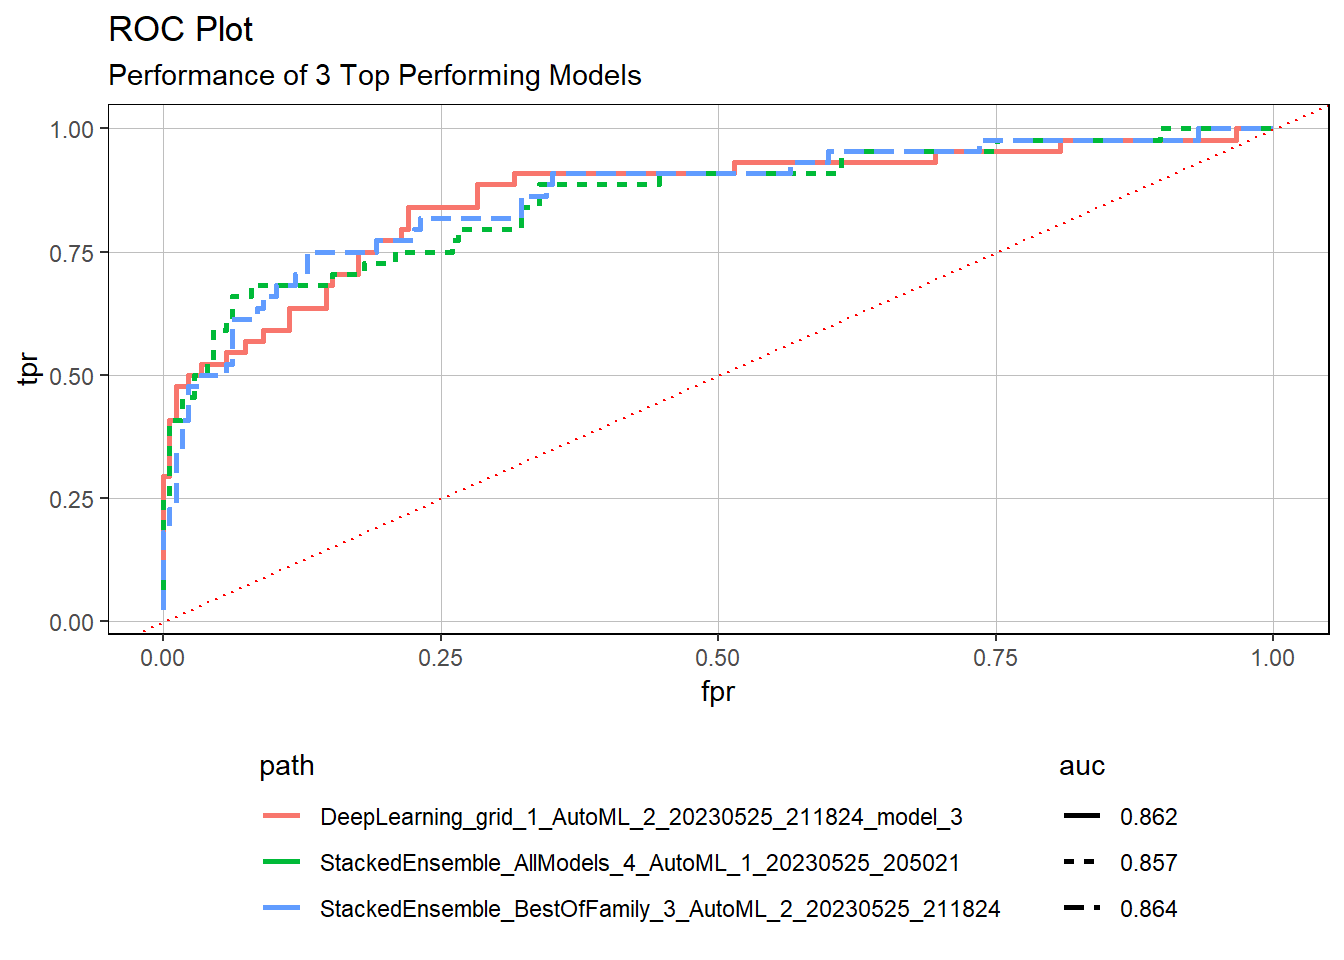 ROC Plot
Performance of 3 Top Performing Models
1.00
0.75
0.50
0.25
0.00
tpr
0.00 0.25 0.50 0.75 1.00
fpr
path auc
DeepLearning_grid_1_AutoML_2_20230525_211824_model_3 0.862
StackedEnsemble_AllModels_4_AutoML_1_20230525_205021 0.857
StackedEnsemble_BestOfFamily_3_AutoML_2_20230525_211824 0.864